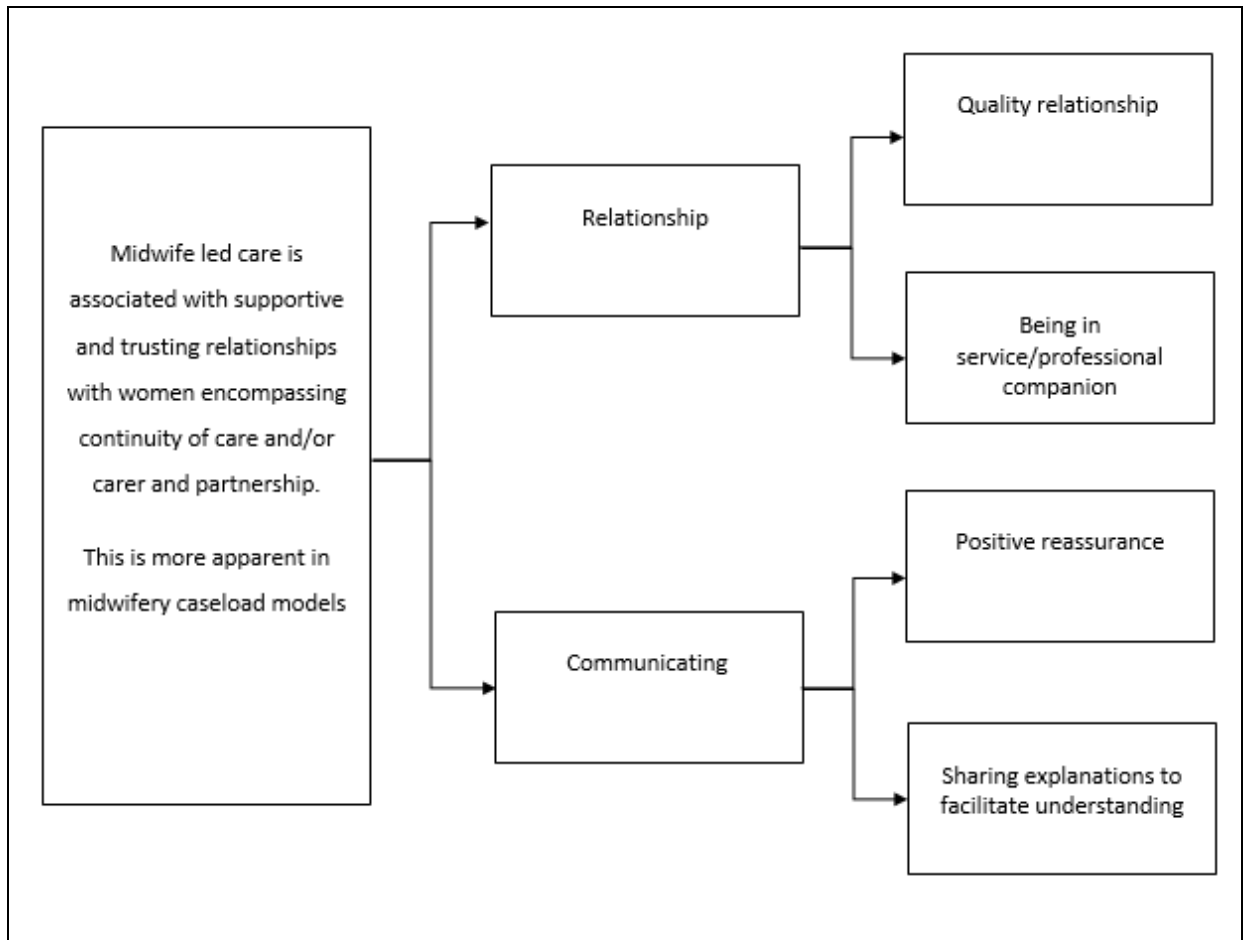 Midwife led care is
associated with supportive
and trusting relationships
with women encompassing
continuity of care and/or
carer and partnership.
This is more apparent in
midwifery caseload models
Relationship
Quality relationship
Being in
service/professional
companion
Communicating
Positive reassurance
Sharing explanations to
facilitate understanding